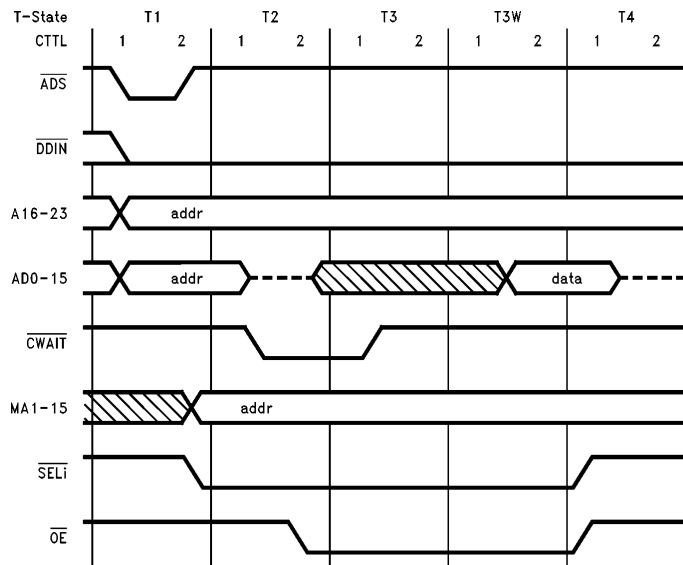 T-State T1 T2 T3 T3W T4
CTTL 1 2 1 2 1 2 1 2 1 2
ADS
DDIN
A16-23 addr
AD0-15 addr data
CWAIT
MA1-15 addr
SELi
OE